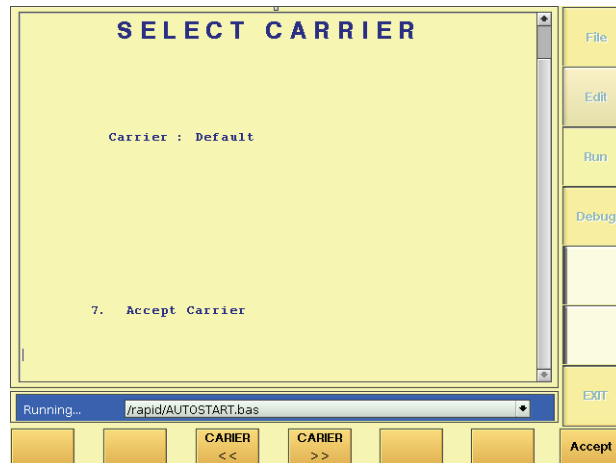 SELECT CARRIER
File
Edit
Carrier : Default
Run
Debug
7. Accept Carrier
EXIT
Running... /rapid/AUTOSTART.bas
CARIER <<
CARIER >>
Accept